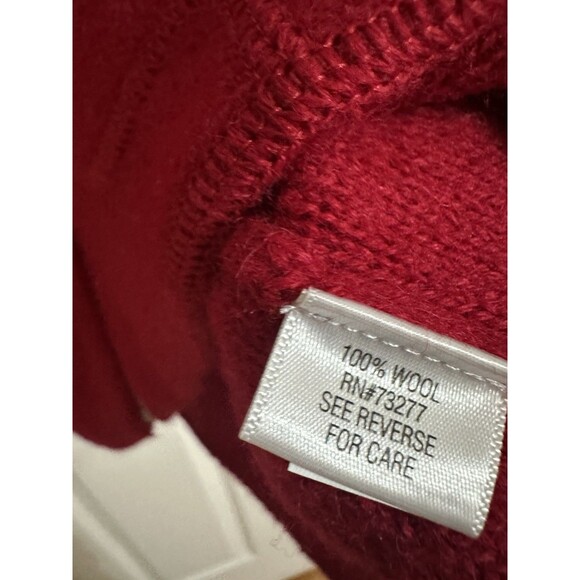 100% WOOL
RN#73277
SEE REVERSE
FOR CARE